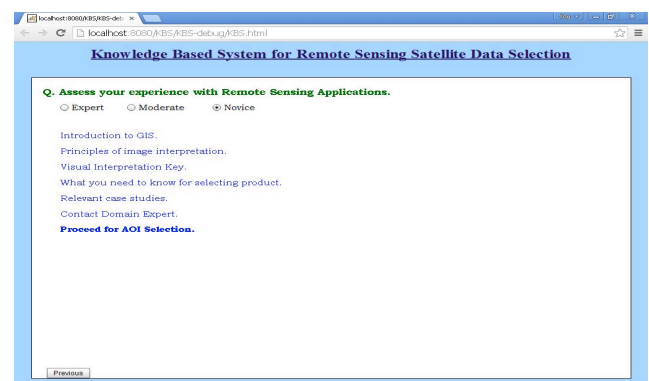 localhost:8080/KBS/KBS-deb
localhost:8080/KBS/KBS-debug/KBS.html
Knowledge Based System for Remote Sensing Satellite Data Selection
Q. Assess your experience with Remote Sensing Applications.
Expert Moderate Novice
Introduction to GIS.
Principles of image interpretation.
Visual Interpretation Key.
What you need to know for selecting product.
Relevant case studies.
Contact Domain Expert.
Proceed for AOI Selection.
Previous